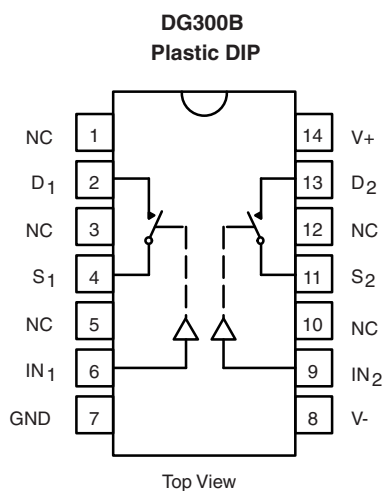 DG300B
Plastic DIP
NC 1 14 V+
D1 2 13 D2
NC 3 12 NC
S1 4 11 S2
NC 5 10 NC
IN1 6 9 IN2
GND 7 8 V-
Top View